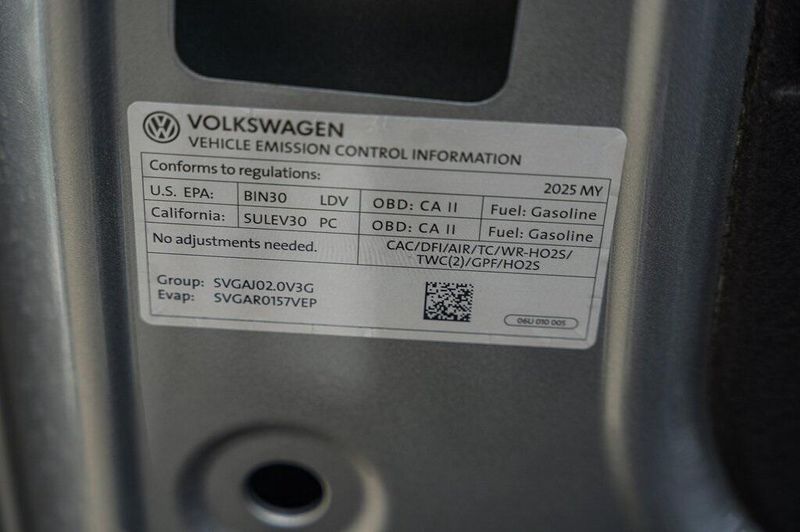 VOLKSWAGEN
VEHICLE EMISSION CONTROL INFORMATION
Conforms to regulations: 2025 MY
U.S. EPA: BIN30 LDV OBD: CA II Fuel: Gasoline
California: SULEV30 PC OBD: CA II Fuel: Gasoline
No adjustments needed. CAC/DFI/AIR/TC/WR-HO2S/
TWC(2)/GPF/HO2S
Group: SVGAJ02.0V3G
Evap: SVGAR0157VEP
06U 010 005